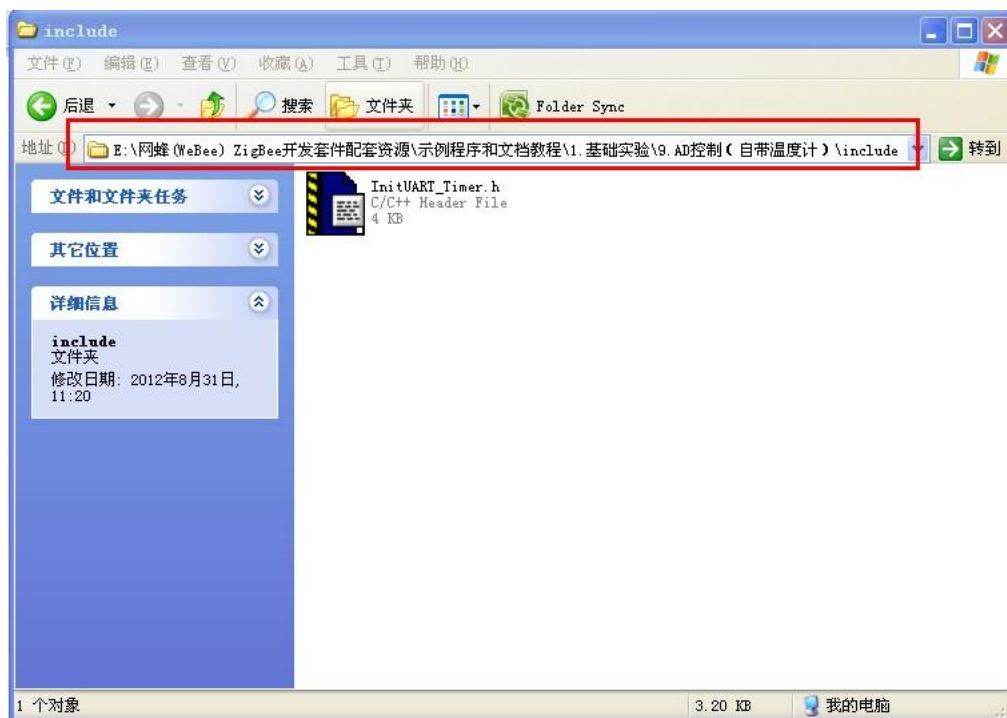 include
文件(F) 编辑(E) 查看(V) 收藏(A) 工具(T) 帮助(H)
后退 搜索 文件夹 Folder Sync
地址(D) E:\网蜂(WeBee) ZigBee开发套件配套资源\示例程序和文档教程\1.基础实验\9.AD控制(自带温度计)\include 转到
文件和文件夹任务
InitUART_Timer.h
C/C++ Header File
4 KB
其它位置
详细信息
include
文件夹
修改日期: 2012年8月31日,
11:20
1 个对象 3.20 KB 我的电脑